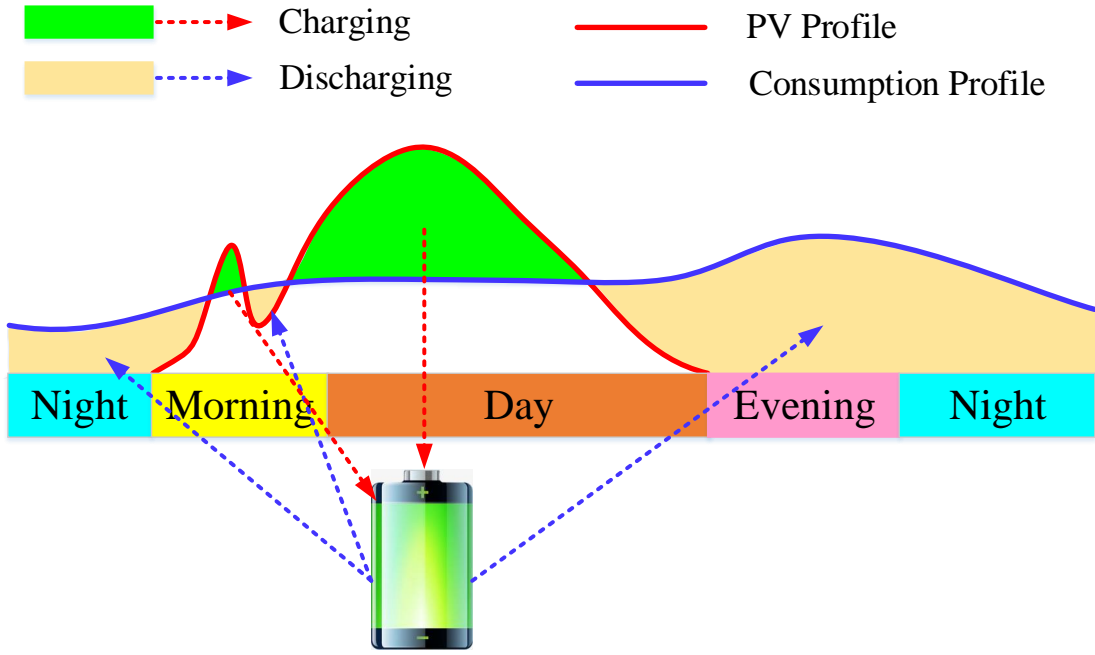 Charging
PV Profile
Discharging
Consumption Profile
Night Morning Day Evening Night
+
−